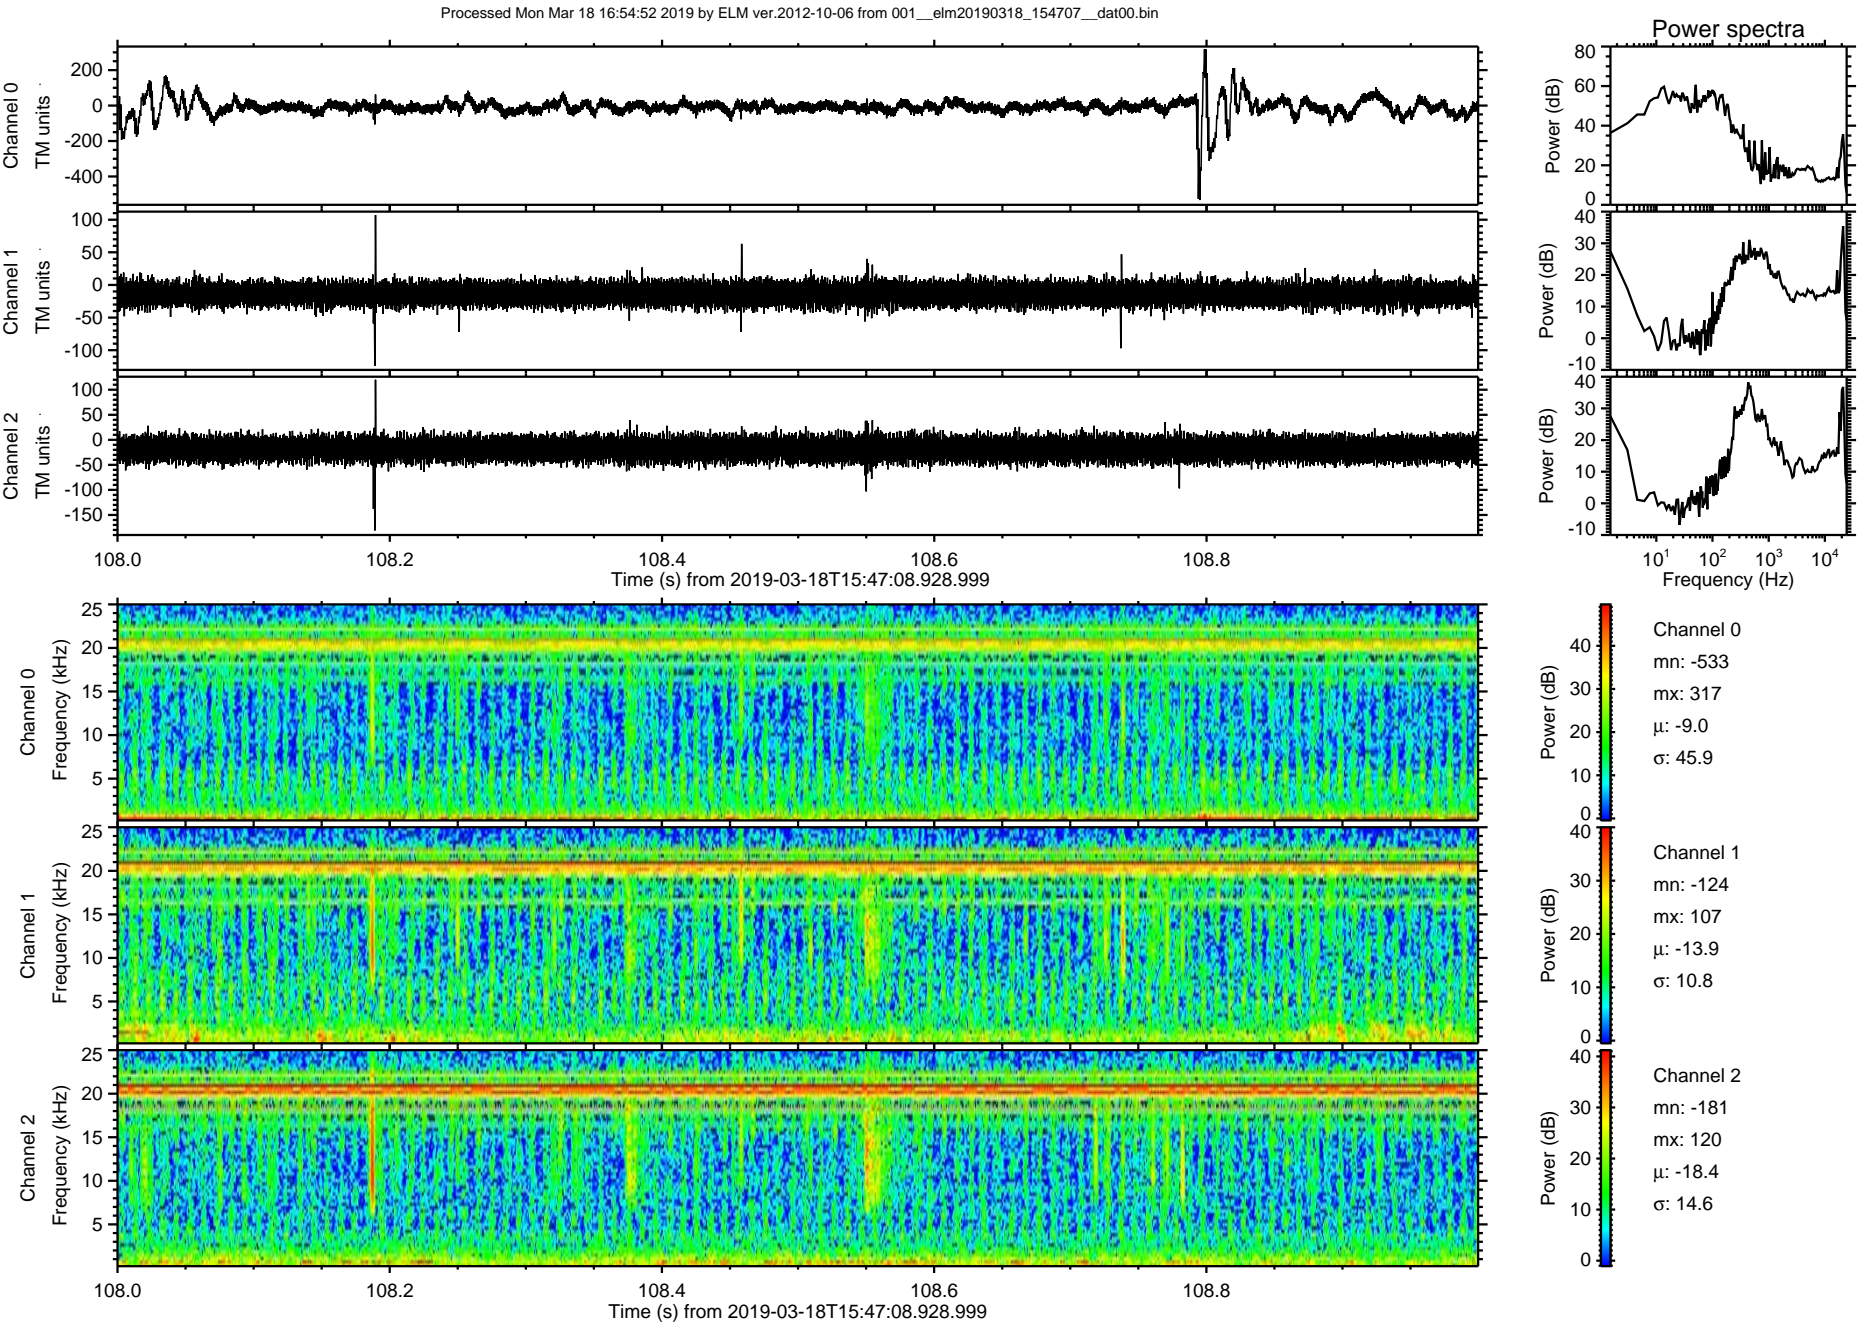 Processed Mon Mar 18 16:54:52 2019 by ELM ver.2012-10-06 from 001__elm20190318_154707__dat00.bin
Power spectra
Channel 0
TM units
200
0
-200
-400
Power (dB)
80
60
40
20
0
Channel 1
TM units
100
50
0
-50
-100
Power (dB)
40
30
20
10
0
-10
Channel 2
TM units
100
50
0
-50
-100
-150
Power (dB)
40
30
20
10
0
-10
108.0 108.2 108.4 108.6 108.8
Time (s) from 2019-03-18T15:47:08.928.999
10¹ 10² 10³ 10⁴
Frequency (Hz)
Channel 0
Frequency (kHz)
25
20
15
10
5
Power (dB)
40
30
20
10
0
Channel 0
mn: -533
mx: 317
μ: -9.0
σ: 45.9
Channel 1
Frequency (kHz)
25
20
15
10
5
Power (dB)
40
30
20
10
0
Channel 1
mn: -124
mx: 107
μ: -13.9
σ: 10.8
Channel 2
Frequency (kHz)
25
20
15
10
5
Power (dB)
40
30
20
10
0
Channel 2
mn: -181
mx: 120
μ: -18.4
σ: 14.6
108.0 108.2 108.4 108.6 108.8
Time (s) from 2019-03-18T15:47:08.928.999